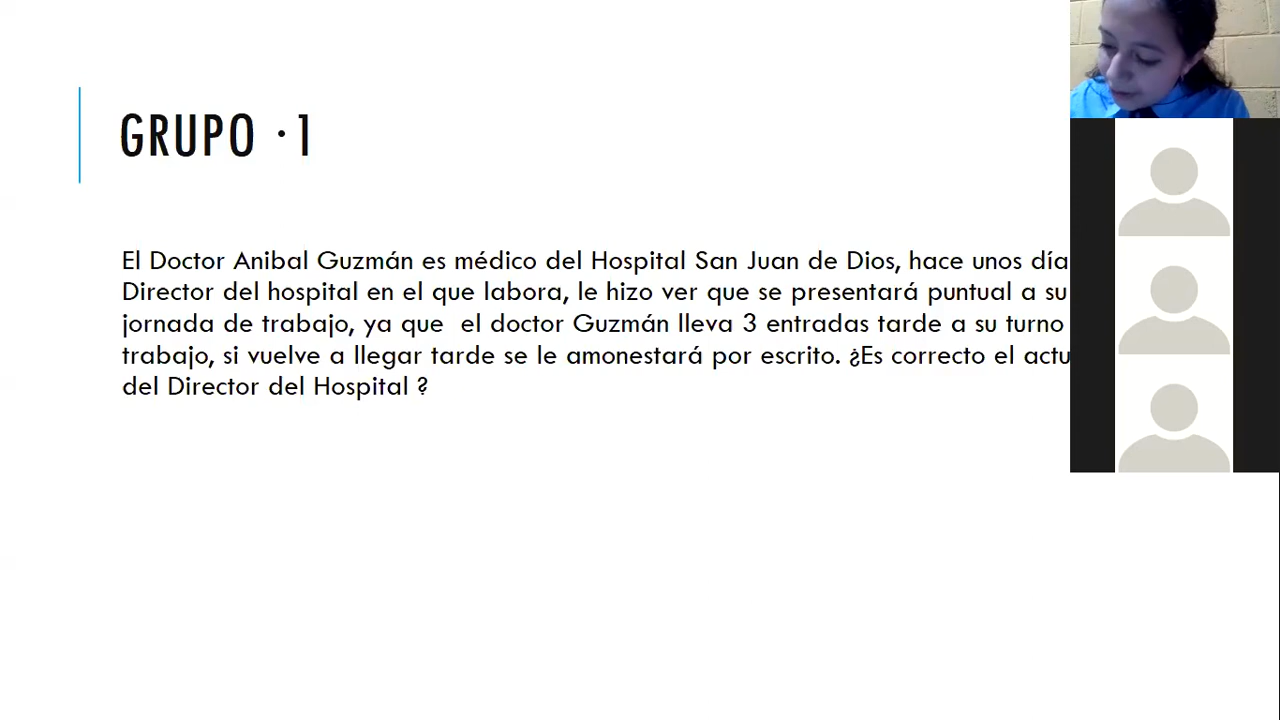 GRUPO ·1
El Doctor Anibal Guzmán es médico del Hospital San Juan de Dios, hace unos
Director del hospital en el que labora, le hizo ver que se presentará puntual a su
jornada de trabajo, ya que el doctor Guzmán lleva 3 entradas tarde a su turno
trabajo, si vuelve a llegar tarde se le amonestará por escrito. ¿Es correcto el
del Director del Hospital ?